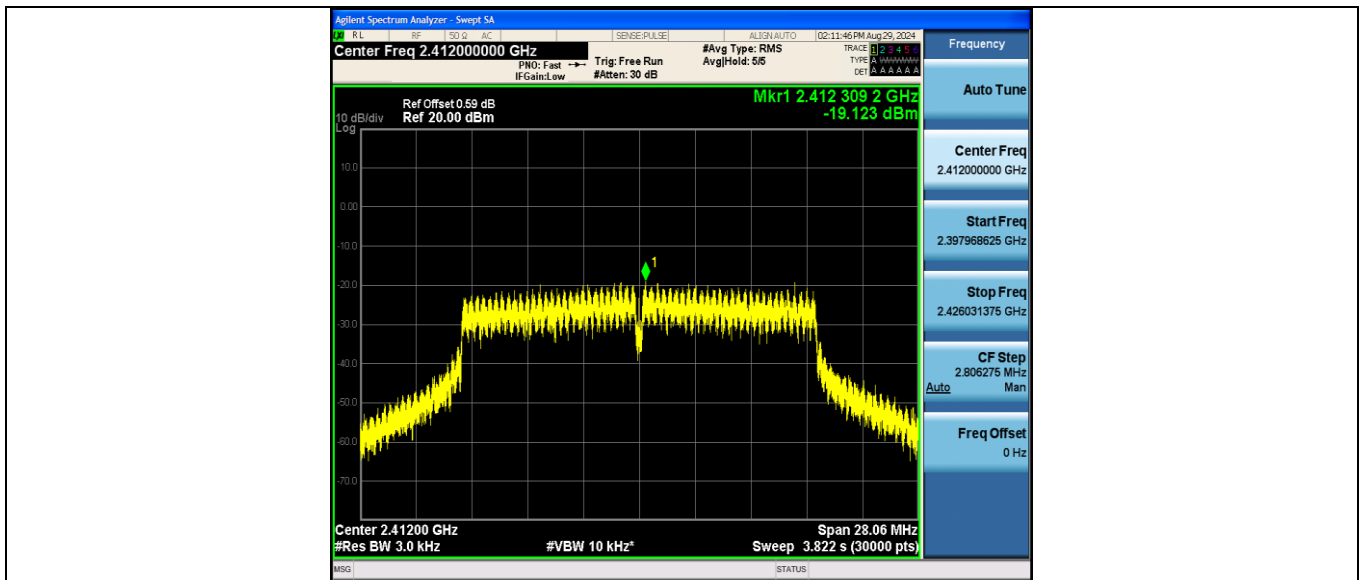 Agilent Spectrum Analyzer - Swept SA
RL RF 50 Ω AC SENSE:PULSE ALIGN AUTO 02:11:46 PM Aug 29, 2024
Center Freq 2.412000000 GHz
PNO: Fast
IFGain:Low
Trig: Free Run
#Atten: 30 dB
#Avg Type: RMS
Avg|Hold: 5/5
TRACE 1 2 3 4 5 6
TYPE A WWWWW
DET A A A A A A
Ref Offset 0.59 dB
10 dB/div Ref 20.00 dBm
Log
Mkr1 2.412 309 2 GHz
-19.123 dBm
10.0
0.00
-10.0
-20.0
-30.0
-40.0
-50.0
-60.0
-70.0
1
Center 2.41200 GHz Span 28.06 MHz
#Res BW 3.0 kHz #VBW 10 kHz* Sweep 3.822 s (30000 pts)
MSG STATUS
Frequency
Auto Tune
Center Freq
2.412000000 GHz
Start Freq
2.397968625 GHz
Stop Freq
2.426031375 GHz
CF Step
2.806275 MHz
Auto Man
Freq Offset
0 Hz